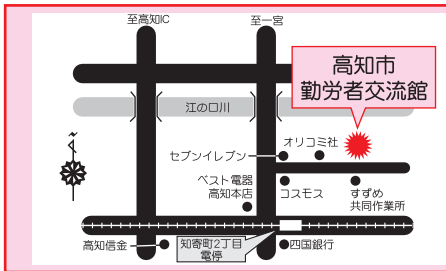 至高知IC
至一宮
高知市
勤労者交流館
江の口川
オリコミ社
セブンイレブン
ベスト電器
高知本店
コスモス
すずめ
共同作業所
高知信金
知寄町2丁目
電停
四国銀行
N